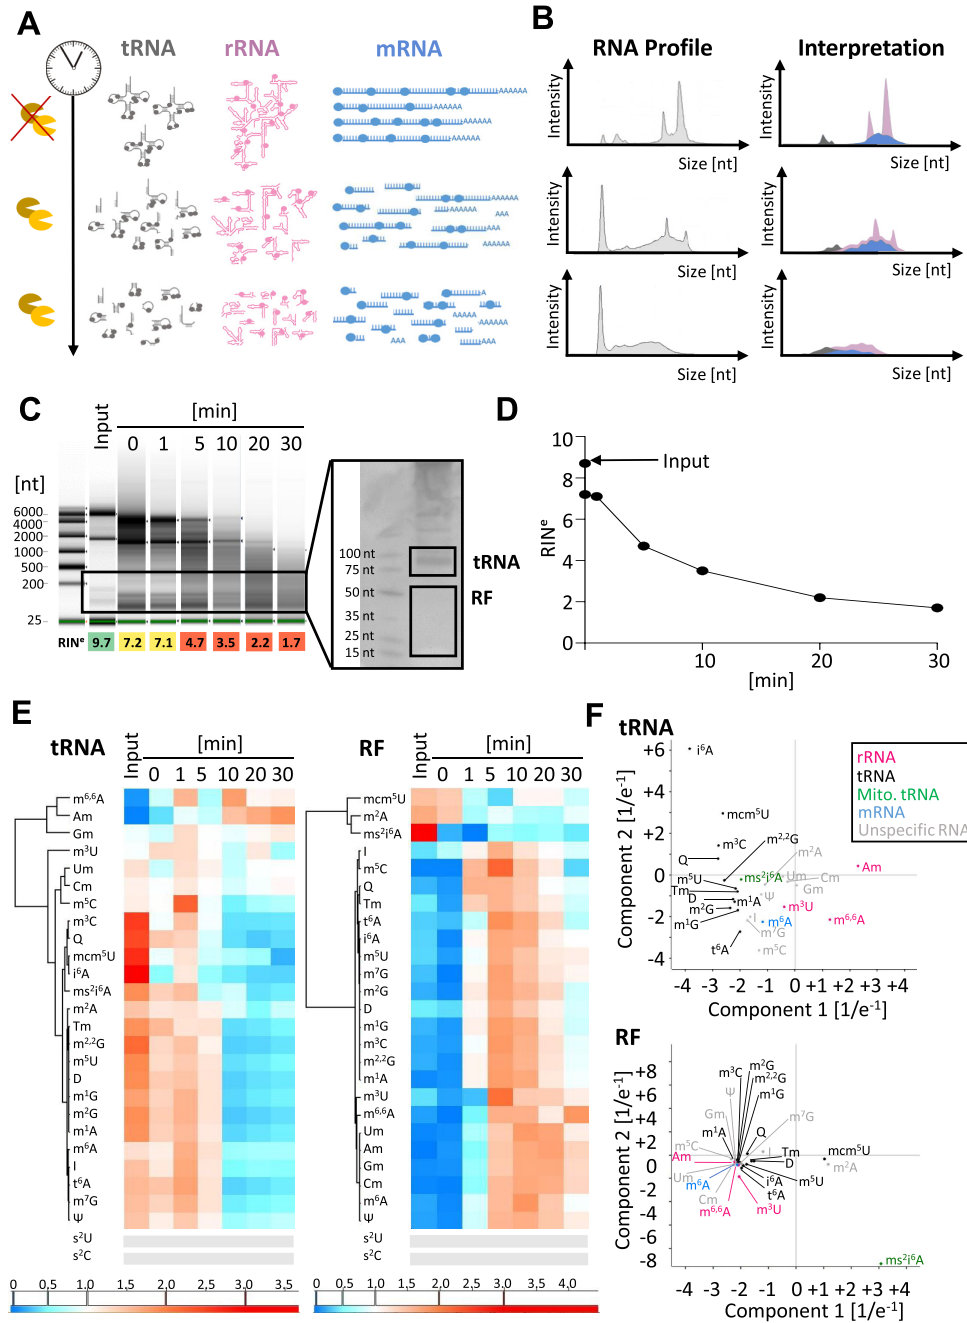 A
tRNA
rRNA
mRNA
AAAAAA
AAAAAA
AAAAAA
AAAAAA
AAAAAA
AAAAA
AAA
AAAAAA
AAAAA
A
AAAAAA
AAAAA
AAA
B
RNA Profile
Interpretation
Intensity
Size [nt]
Intensity
Size [nt]
Intensity
Size [nt]
Intensity
Size [nt]
Intensity
Size [nt]
Intensity
Size [nt]
C
Input
[min]
0 1 5 10 20 30
[nt]
6000
4000
2000
1000
500
200
25
RINᵉ 9.7 7.2 7.1 4.7 3.5 2.2 1.7
100 nt
75 nt
50 nt
35 nt
25 nt
15 nt
tRNA
RF
D
RINᵉ
10
8
6
4
2
0
Input
10 20 30
[min]
E
tRNA
Input
[min]
0 1 5 10 20 30
m⁶,⁶A
Am
Gm
m³U
Um
Cm
m⁵C
m³C
Q
mcm⁵U
i⁶A
ms²i⁶A
m²A
Tm
m²,²G
m⁵U
D
m¹G
m²G
m¹A
m⁶A
I
t⁶A
m⁷G
Ψ
s²U
s²C
0 0.5 1.0 1.5 2.0 2.5 3.0 3.5
RF
Input
[min]
0 1 5 10 20 30
mcm⁵U
m²A
ms²i⁶A
I
m⁵C
Q
Tm
t⁶A
i⁶A
m⁵U
m⁷G
m²G
D
m¹G
m³C
m²,²G
m¹A
m³U
m⁶,⁶A
Um
Am
Gm
Cm
m⁶A
Ψ
s²U
s²C
0 0,5 1.0 1.5 2.0 2.5 3.0 3.5 4.0
F
tRNA
rRNA
tRNA
Mito. tRNA
mRNA
Unspecific RNA
Component 2 [1/e⁻¹]
+6
+4
+2
0
-2
-4
i⁶A
mcm⁵U
m³C
m²,²G
Q
m²A
Am
m⁵U
ms²i⁶A
Um
Cm
Tm
Gm
D
Ψ
m¹A
m²G
m³U
m¹G
I
m⁶A
m⁶,⁶A
m⁷G
t⁶A
m⁵C
-4 -3 -2 -1 0 +1 +2 +3 +4
Component 1 [1/e⁻¹]
RF
Component 2 [1/e⁻¹]
+8
+6
+4
+2
0
-2
-4
-6
-8
m³C
m²G
m²,²G
m¹G
Ψ
Gm
m⁷G
m¹A
Q
m⁵C
I
Tm
mcm⁵U
Am
D
m²A
Um
i⁶A
m⁵U
m⁶A
t⁶A
Cm
m⁶,⁶A
m³U
ms²i⁶A
-4 -3 -2 -1 0 +1 +2 +3 +4
Component 1 [1/e⁻¹]